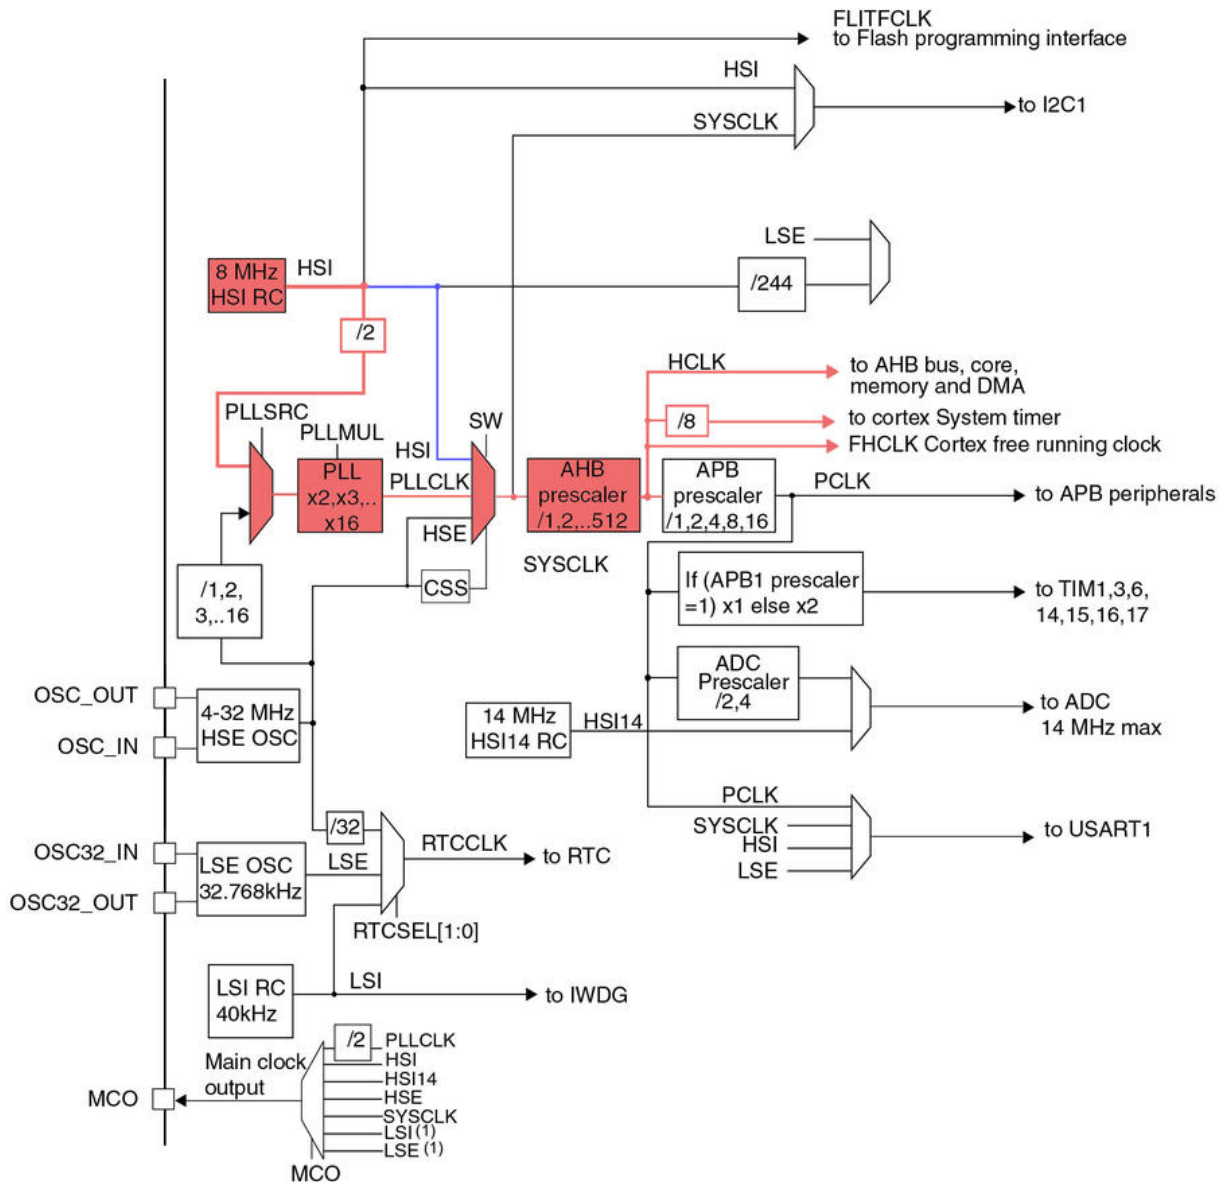 FLITFCLK
to Flash programming interface
HSI
to I2C1
SYSCLK
LSE
8 MHz
HSI RC
HSI
/244
/2
HCLK
to AHB bus, core,
memory and DMA
PLLSRC
/8
to cortex System timer
SW
PLLMUL
HSI
FHCLK Cortex free running clock
PLL
x2,x3,..
x16
PLLCLK
AHB
prescaler
/1,2,..512
APB
prescaler
/1,2,4,8,16
PCLK
to APB peripherals
HSE
SYSCLK
CSS
/1,2,
3,..16
If (APB1 prescaler
=1) x1 else x2
to TIM1,3,6,
14,15,16,17
OSC_OUT
OSC_IN
4-32 MHz
HSE OSC
ADC
Prescaler
/2,4
14 MHz
HSI14 RC
HSI14
to ADC
14 MHz max
PCLK
SYSCLK
HSI
LSE
to USART1
/32
OSC32_IN
OSC32_OUT
LSE OSC
32.768kHz
LSE
RTCCLK
to RTC
RTCSEL[1:0]
LSI RC
40kHz
LSI
to IWDG
/2
PLLCLK
HSI
HSI14
HSE
SYSCLK
LSI (1)
LSE (1)
Main clock
output
MCO
MCO